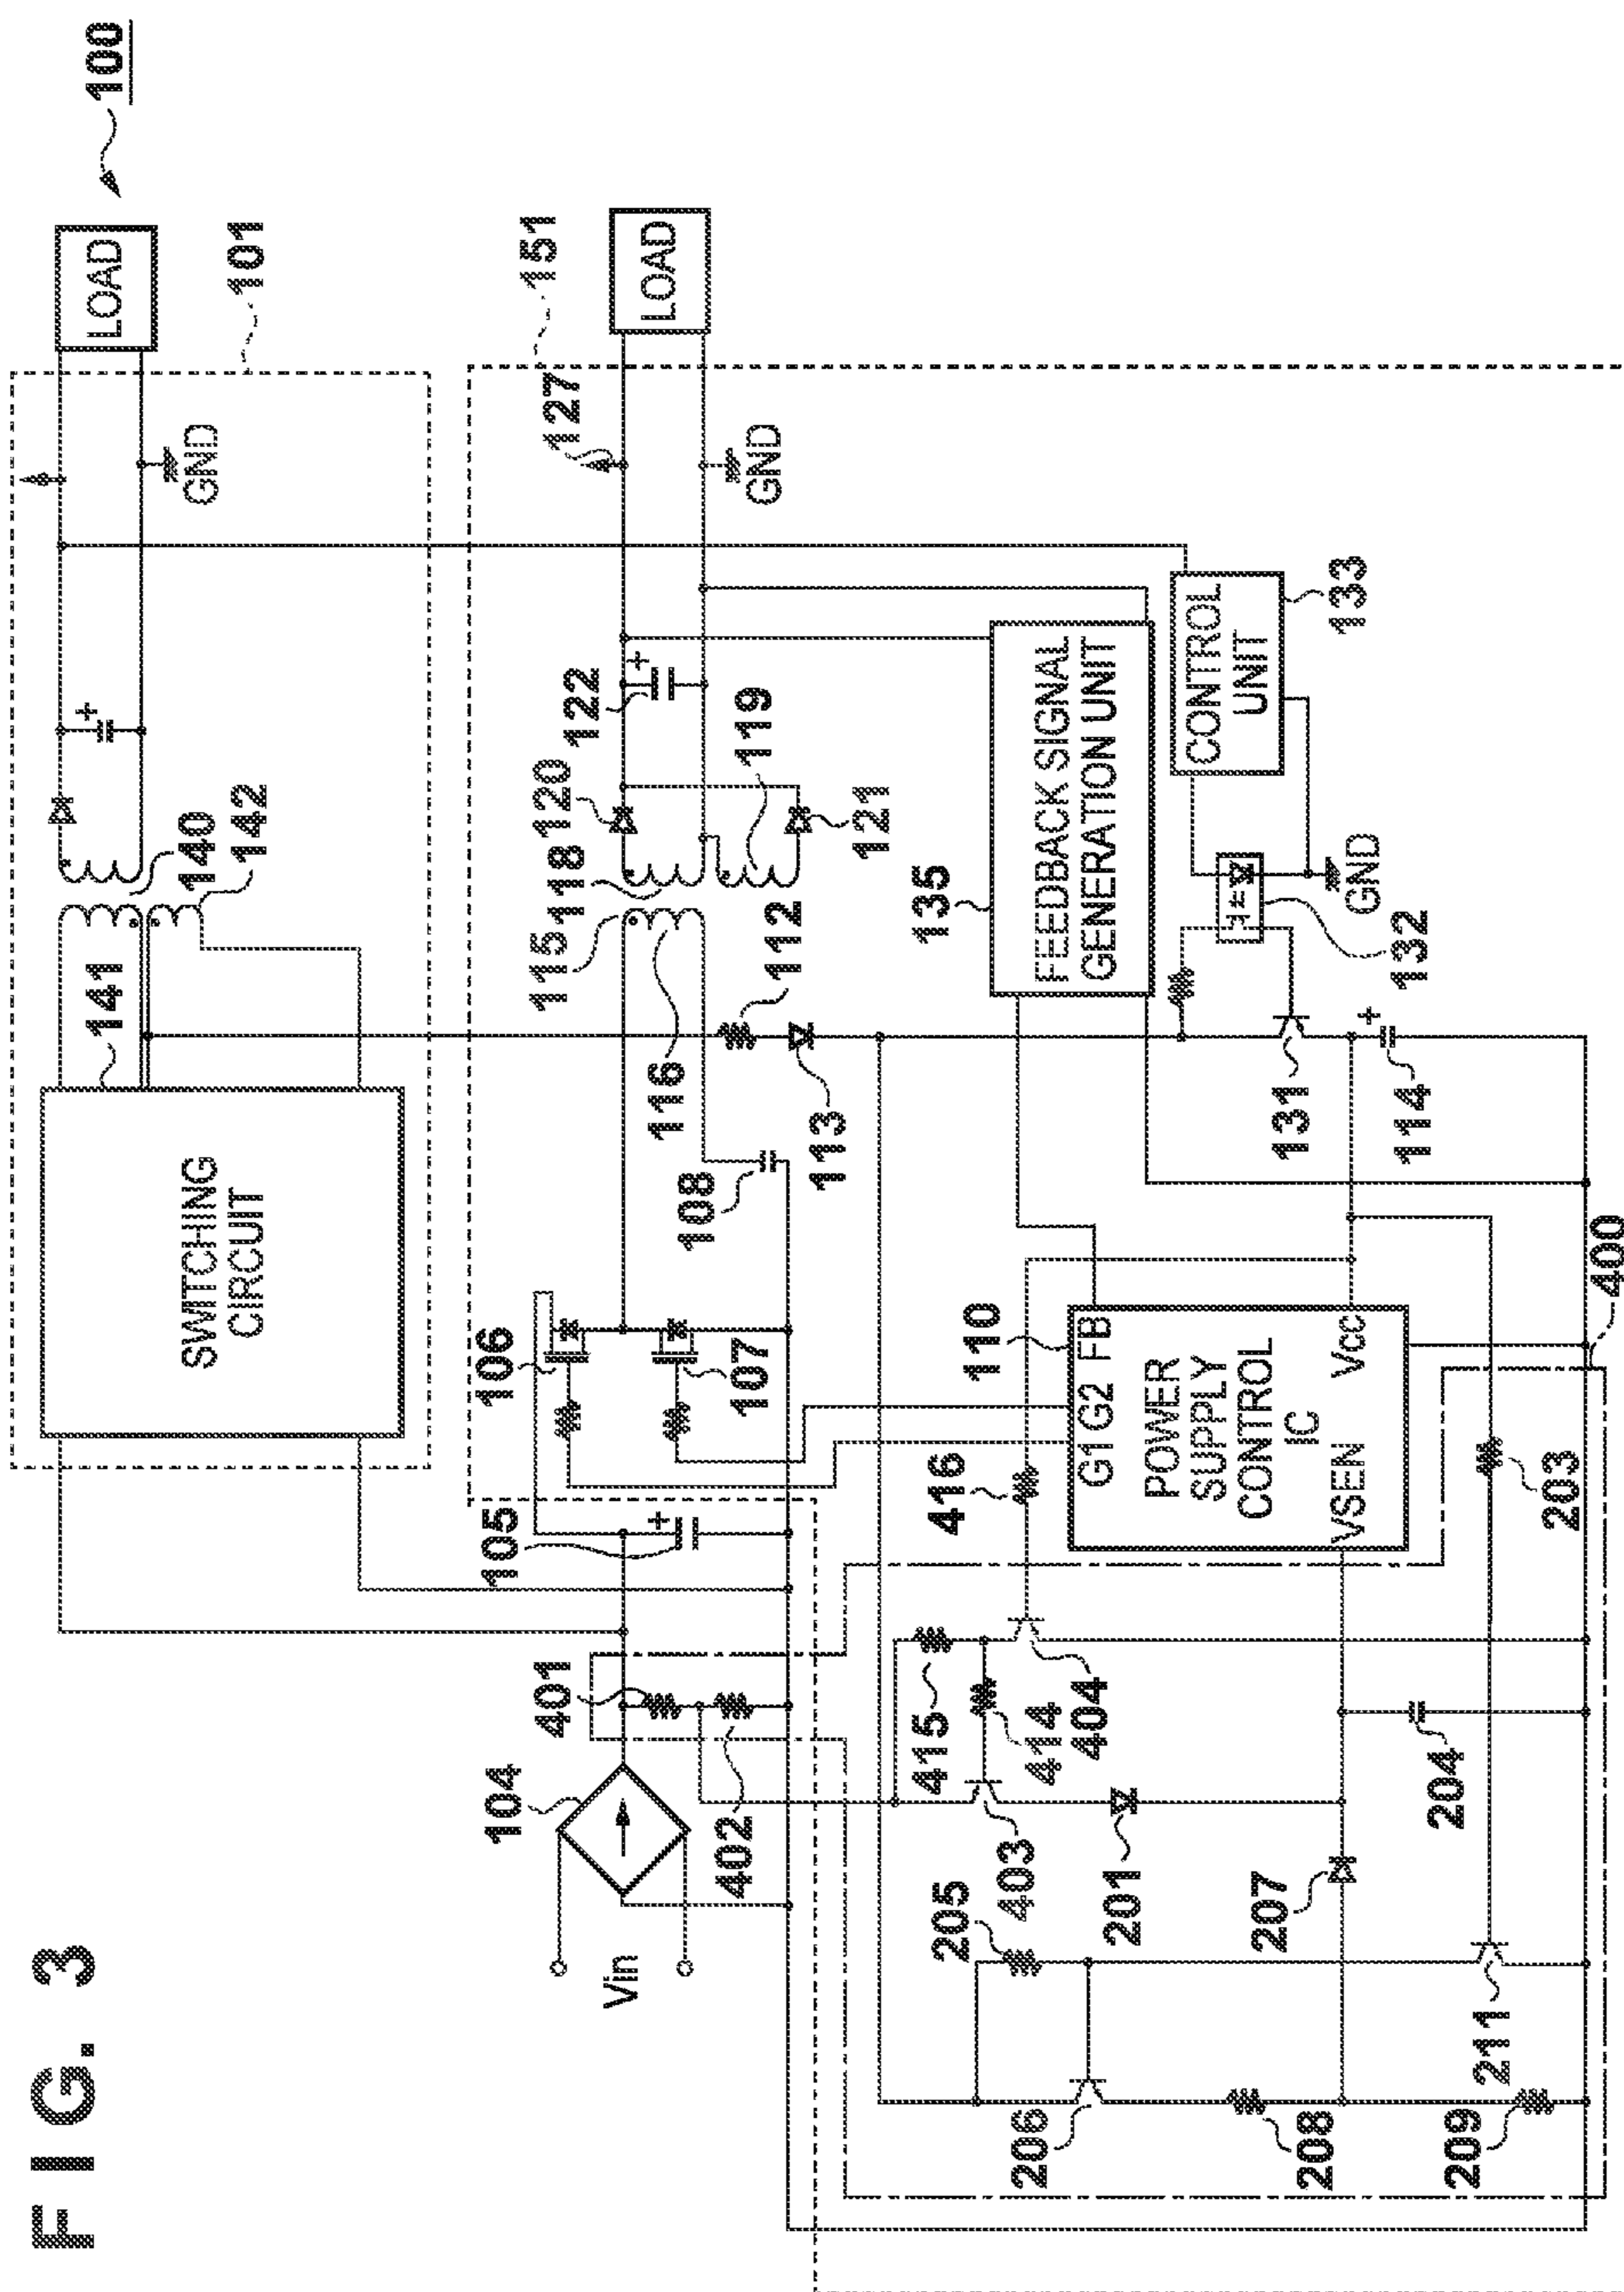 FIG. 3
100
LOAD
101
GND
140
142
141
SWITCHING
CIRCUIT
151
LOAD
127
GND
122
119
120
118
121
115
116
112
113
108
106
107
105
104
Vin
401
402
135
FEEDBACK SIGNAL
GENERATION UNIT
CONTROL
UNIT
133
GND
132
131
114
110
G1 G2 FB
POWER
SUPPLY
CONTROL
IC
VSEN
Vcc
400
416
203
415
414
404
403
204
201
207
205
206
208
211
209